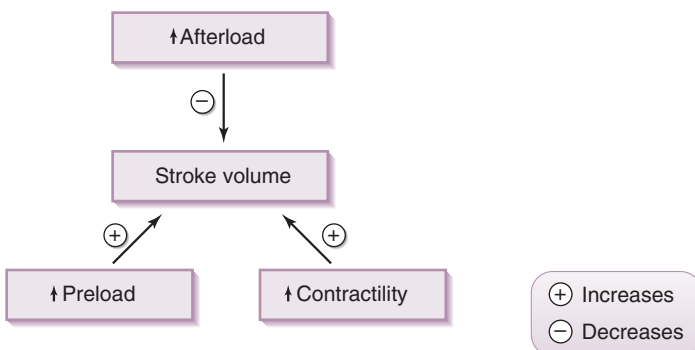 ↑Afterload
−
Stroke volume
+
+
↑Preload
↑Contractility
+ Increases
− Decreases